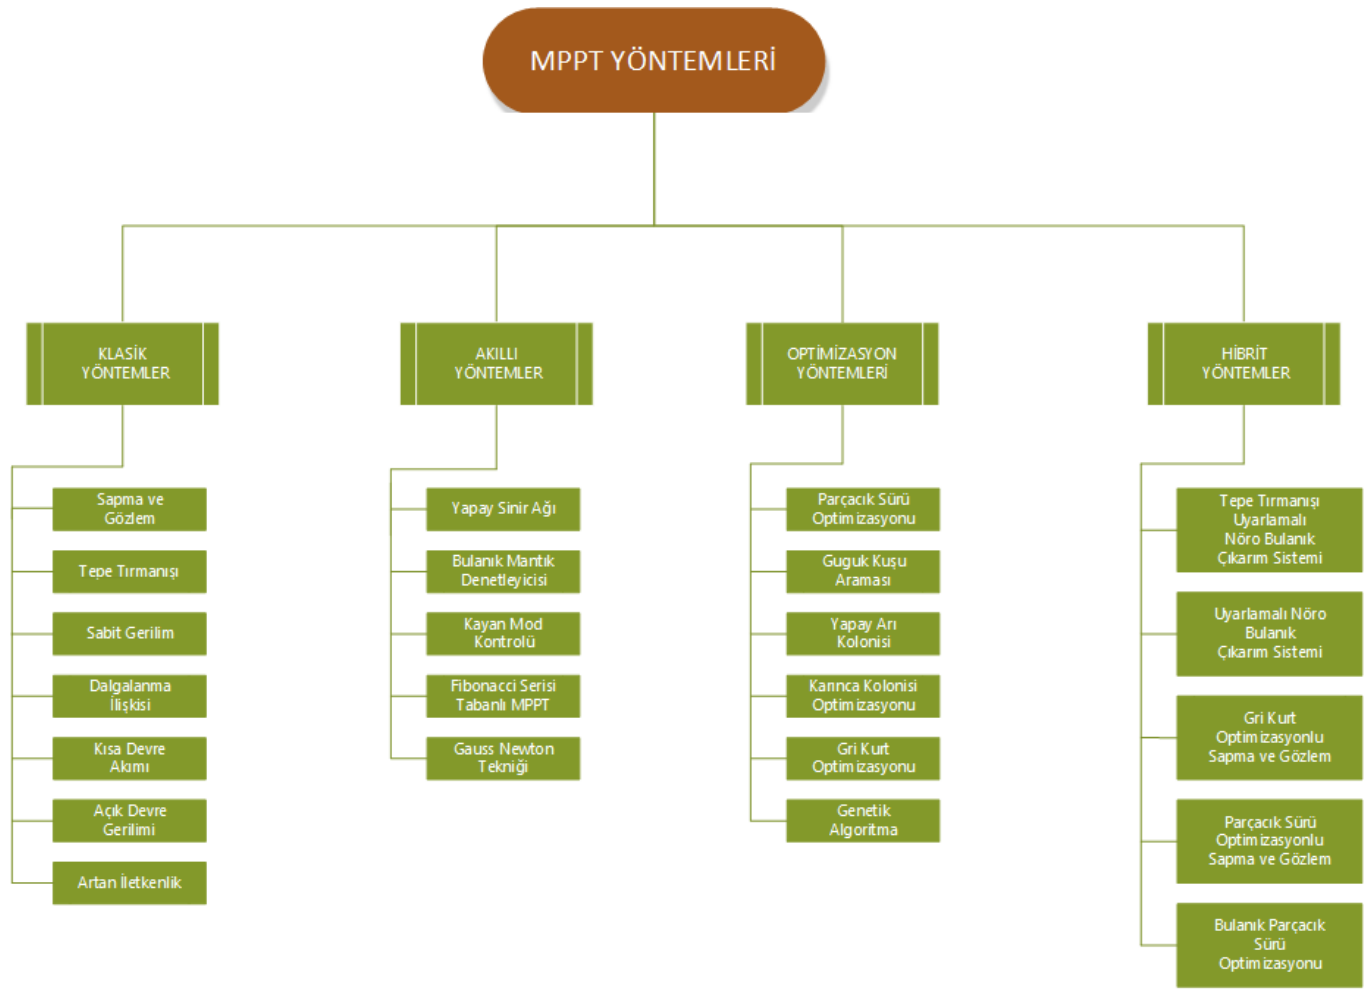 MPPT YÖNTEMLERİ
KLASİK
YÖNTEMLER
Sapma ve
Gözlem
Tepe Tırmanışı
Sabit Gerilim
Dalgalanma
İlişkisi
Kısa Devre
Akımı
Açık Devre
Gerilimi
Artan İletkenlik
AKILLI
YÖNTEMLER
Yapay Sinir Ağı
Bulanık Mantık
Denetleyicisi
Kayan Mod
Kontrolü
Fibonacci Serisi
Tabanlı MPPT
Gauss Newton
Tekniği
OPTİMİZASYON
YÖNTEMLERİ
Parçacık Sürü
Optimizasyonu
Guguk Kuşu
Araması
Yapay Arı
Kolonisi
Karınca Kolonisi
Optimizasyonu
Gri Kurt
Optimizasyonu
Genetik
Algoritma
HİBRİT
YÖNTEMLER
Tepe Tırmanışı
Uyarlamalı
Nöro Bulanık
Çıkarım Sistemi
Uyarlamalı Nöro
Bulanık
Çıkarım Sistemi
Gri Kurt
Optimizasyonlu
Sapma ve Gözlem
Parçacık Sürü
Optimizasyonlu
Sapma ve Gözlem
Bulanık Parçacık
Sürü
Optimizasyonu